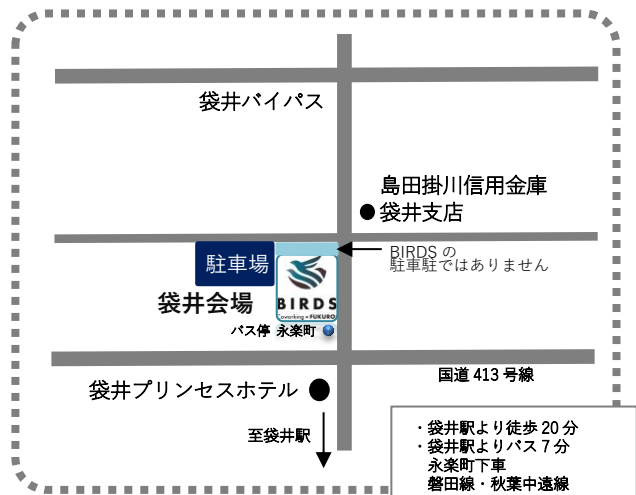 袋井バイパス
島田掛川信用金庫
袋井支店
BIRDS の
駐車駐ではありません
駐車場
袋井会場
BIRDS
Coworking × FUKUROI
バス停 永楽町
国道 413 号線
袋井プリンセスホテル
至袋井駅
・袋井駅より徒歩 20 分
・袋井駅よりバス 7 分
永楽町下車
磐田線・秋葉中遠線